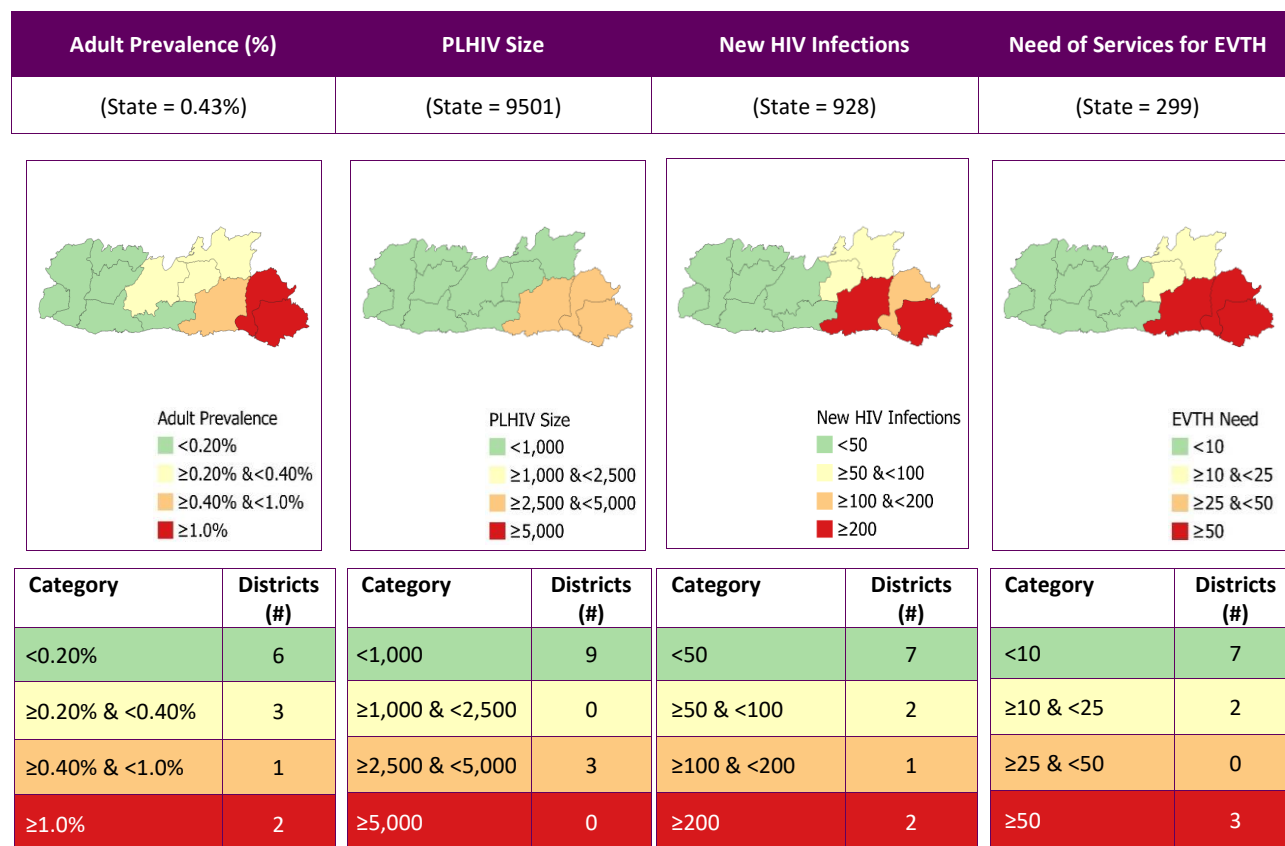 Adult Prevalence (%) PLHIV Size New HIV Infections Need of Services for EVTH
(State = 0.43%) (State = 9501) (State = 928) (State = 299)
Adult Prevalence
<0.20%
≥0.20% &<0.40%
≥0.40% &<1.0%
≥1.0%
PLHIV Size
<1,000
≥1,000 &<2,500
≥2,500 &<5,000
≥5,000
New HIV Infections
<50
≥50 &<100
≥100 &<200
≥200
EVTH Need
<10
≥10 &<25
≥25 &<50
≥50
Category Districts
(#)
<0.20% 6
≥0.20% & <0.40% 3
≥0.40% & <1.0% 1
≥1.0% 2
Category Districts
(#)
<1,000 9
≥1,000 & <2,500 0
≥2,500 & <5,000 3
≥5,000 0
Category Districts
(#)
<50 7
≥50 & <100 2
≥100 & <200 1
≥200 2
Category Districts
(#)
<10 7
≥10 & <25 2
≥25 & <50 0
≥50 3